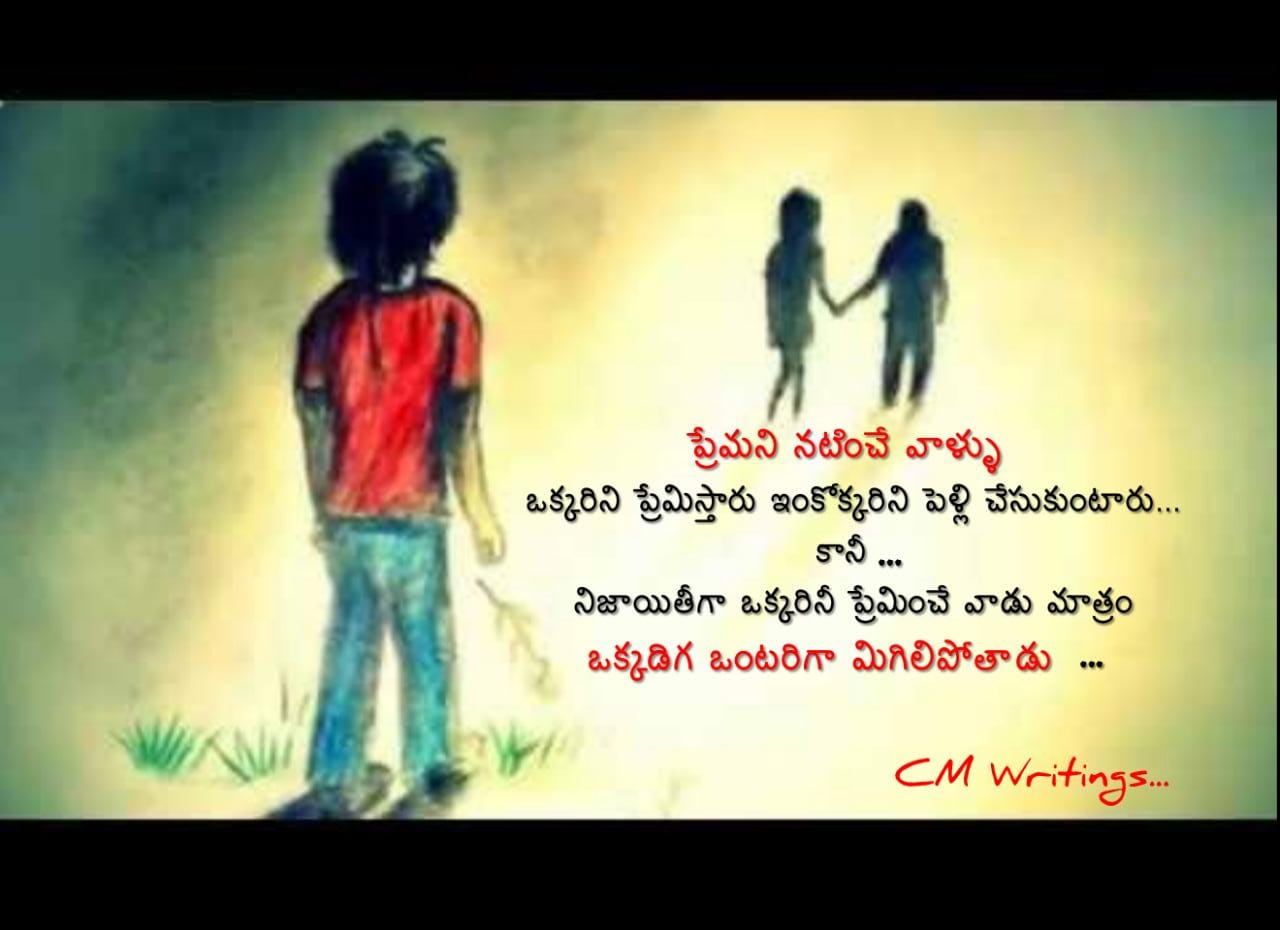 ప్రేమని నటించే వాళ్ళు
ఒక్కరిని ప్రేమిస్తారు ఇంకోక్కరిని పెళ్లి చేసుకుంటారు...
కానీ ...
నిజాయితీగా ఒక్కరినీ ప్రేమించే వాడు మాత్రం
ఒక్కడిగ ఒంటరిగా మిగిలిపోతాడు ...
CM Writings...